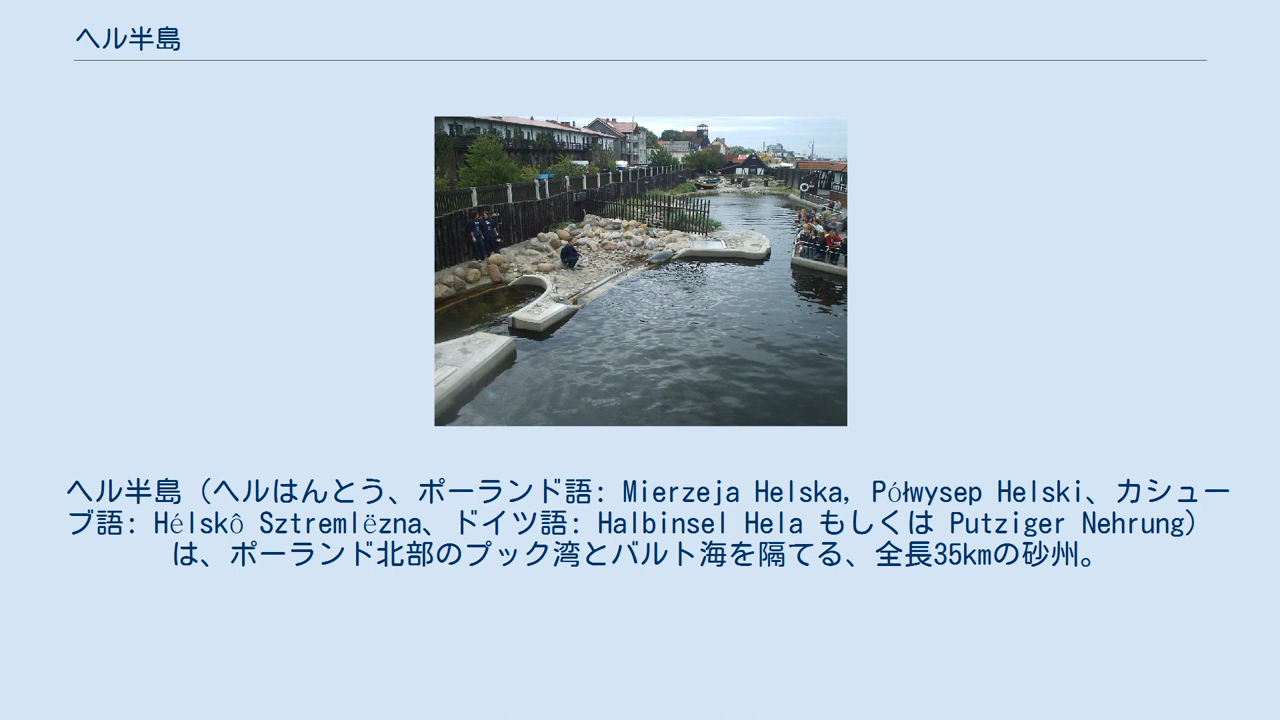 ヘル半島
ヘル半島（ヘルはんとう、ポーランド語: Mierzeja Helska, Półwysep Helski、カシュー
ブ語: Hélskô Sztremlëzna、ドイツ語: Halbinsel Hela もしくは Putziger Nehrung）
は、ポーランド北部のプック湾とバルト海を隔てる、全長35kmの砂州。